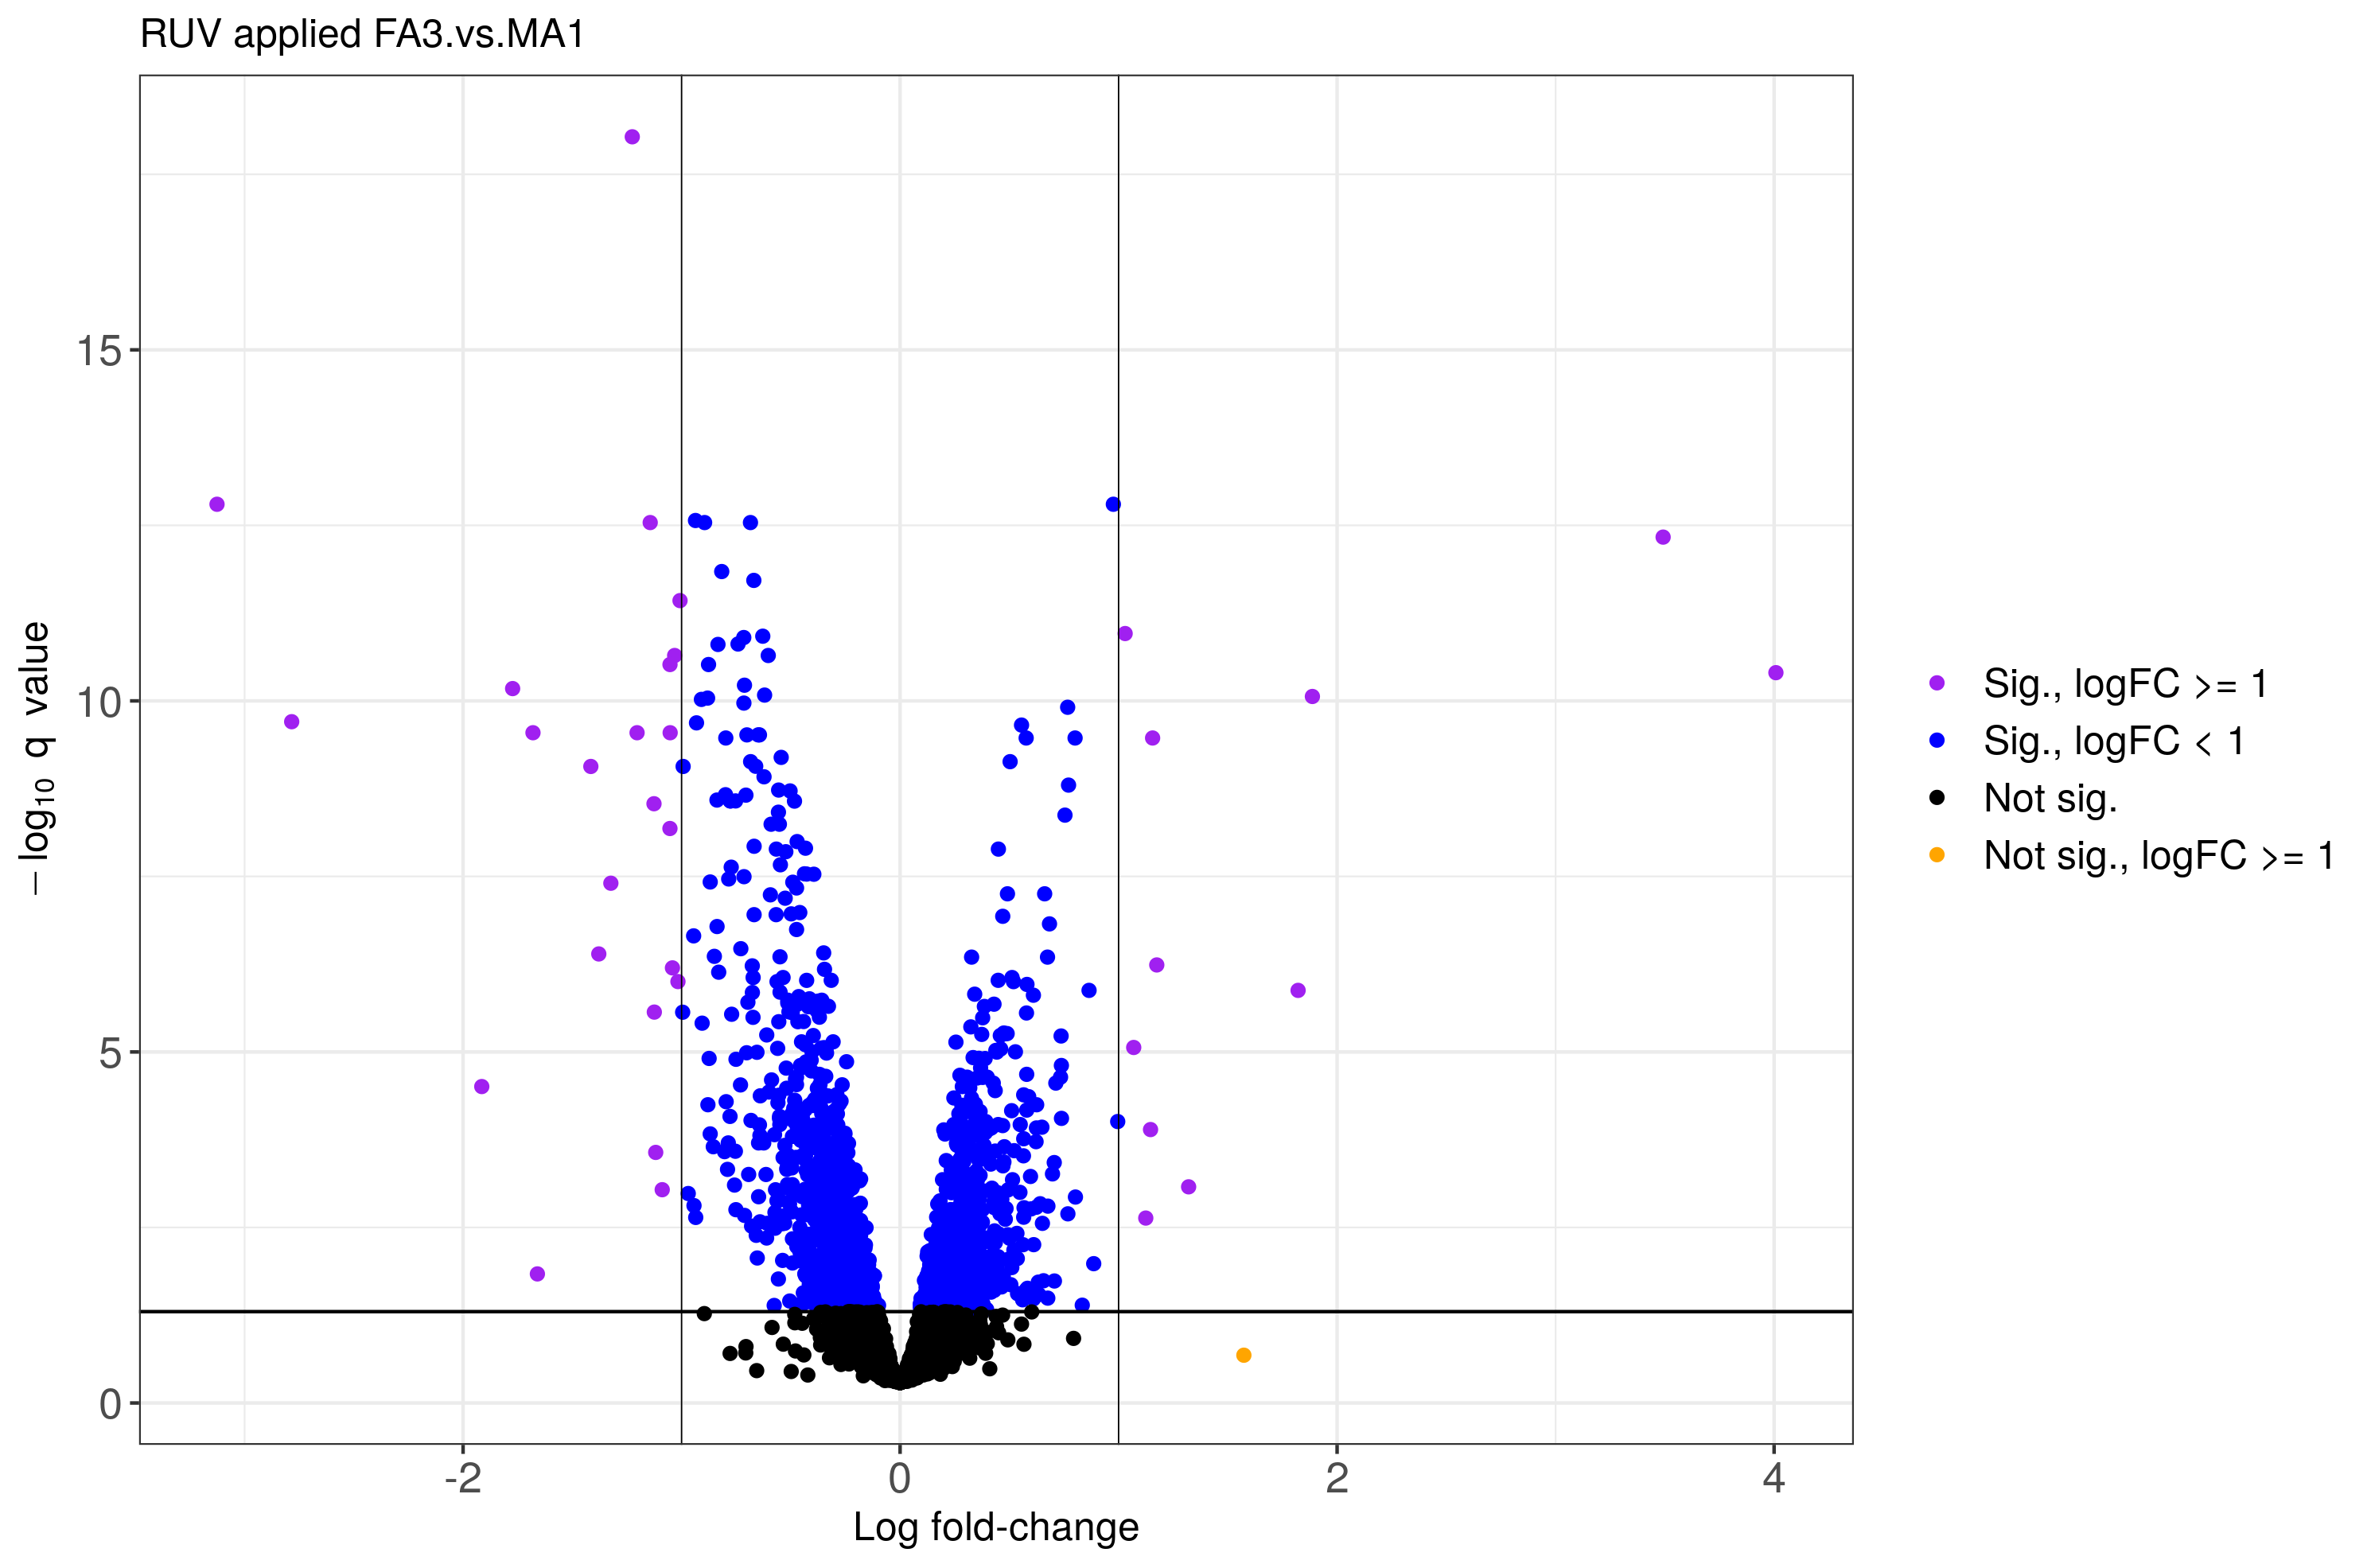 RUV applied FA3.vs.MA1
− log10 q value
15
10
5
0
-2 0 2 4
Log fold-change
Sig., logFC >= 1
Sig., logFC < 1
Not sig.
Not sig., logFC >= 1